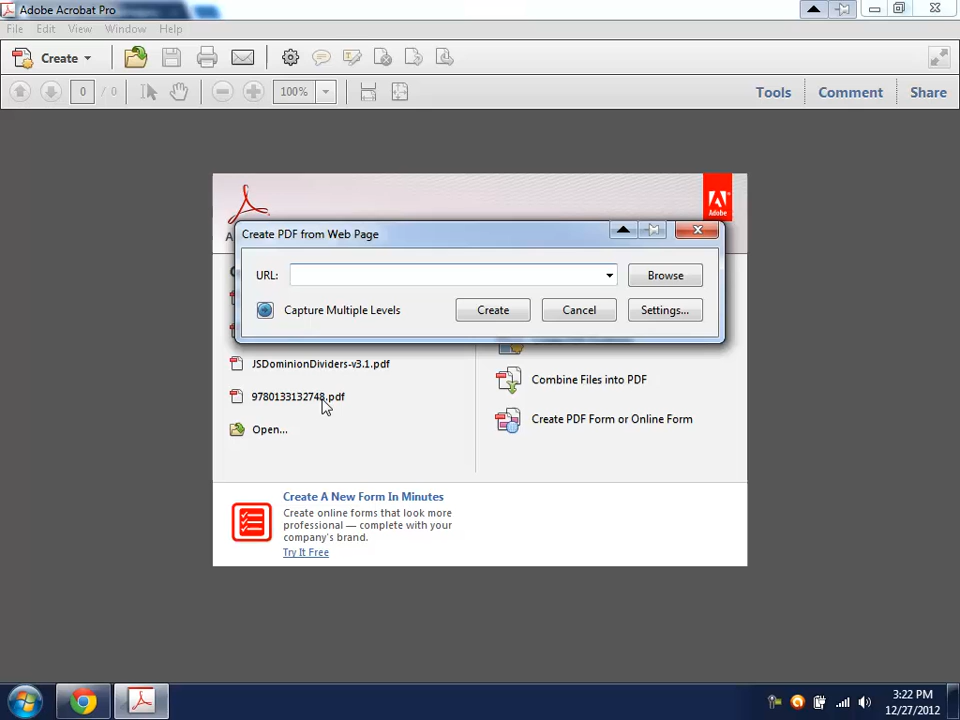 Adobe Acrobat Pro
File Edit View Window Help
Create
0 / 0 100% Tools Comment Share
Adobe
A
Create PDF from Web Page
URL: Browse
Capture Multiple Levels Create Cancel Settings...
JSDominionDividers-v3.1.pdf
9780133132748.pdf
Open...
Combine Files into PDF
Create PDF Form or Online Form
Create A New Form In Minutes
Create online forms that look more
professional — complete with your
company's brand.
Try It Free
3:22 PM
12/27/2012